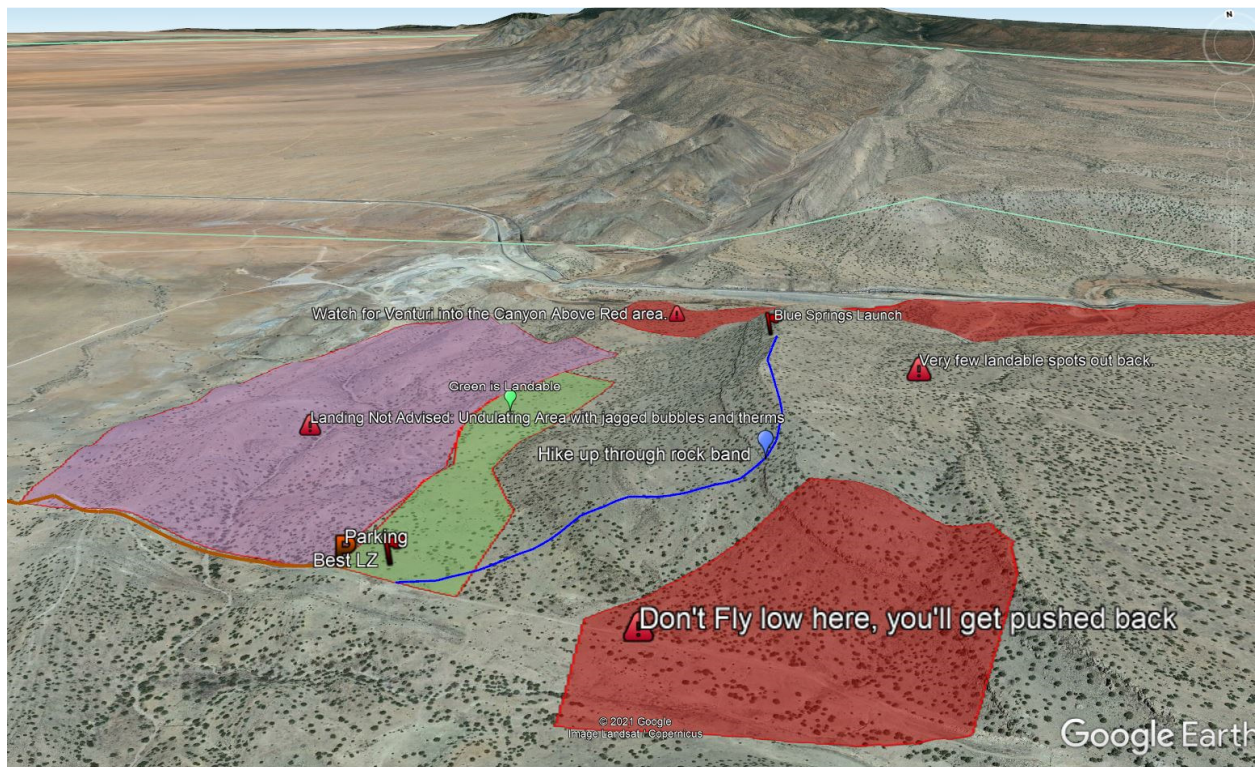 N
Watch for Venturi into the Canyon Above Red area.
Blue Springs Launch
Very few landable spots out back.
Green is Landable
Landing Not Advised: Undulating Area with jagged bubbles and therms
Hike up through rock band
P
Parking
Best LZ
Don't Fly low here, you'll get pushed back
© 2021 Google
Image Landsat / Copernicus
Google Earth